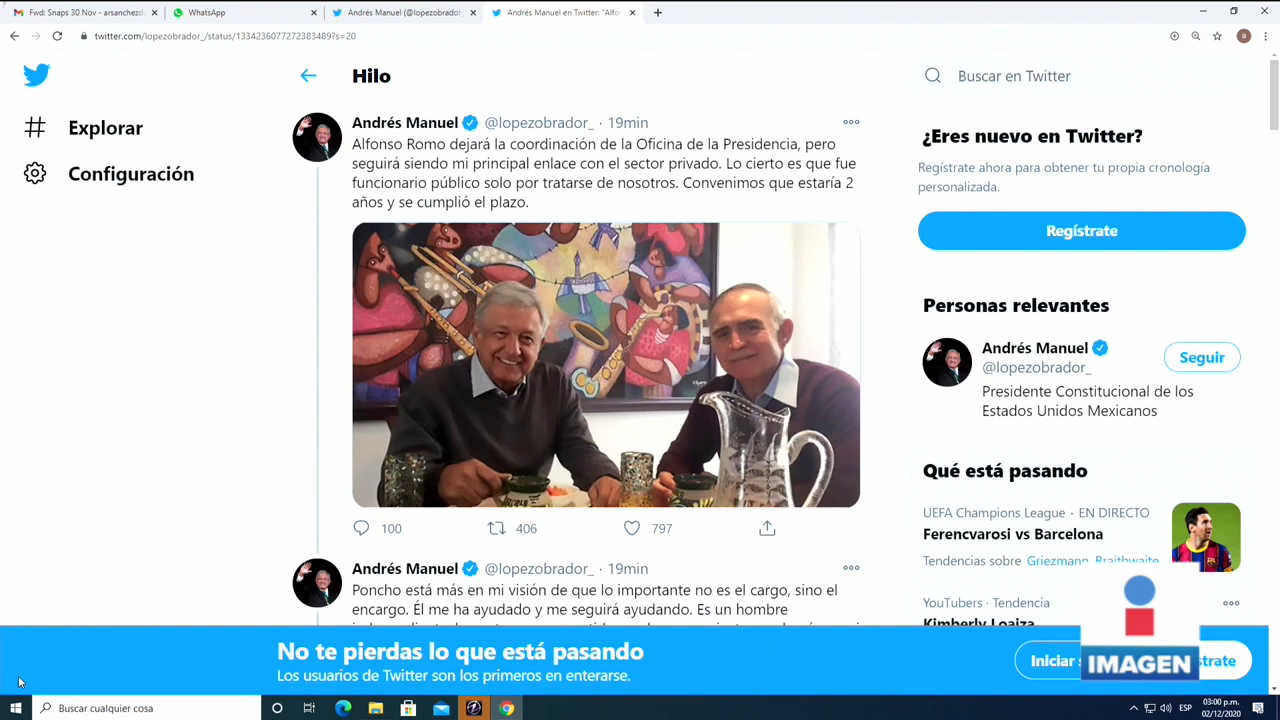 Fwd: Snaps 30 Nov - arsanchezd
WhatsApp
Andrés Manuel (@lopezobrador_
Andrés Manuel en Twitter: "Alfo
twitter.com/lopezobrador_/status/1334236077272383489?s=20
a
Explorar
Configuración
Hilo
Andrés Manuel @lopezobrador_ · 19min
Alfonso Romo dejará la coordinación de la Oficina de la Presidencia, pero
seguirá siendo mi principal enlace con el sector privado. Lo cierto es que fue
funcionario público solo por tratarse de nosotros. Convenimos que estaría 2
años y se cumplió el plazo.
100 406 797
Andrés Manuel @lopezobrador_ · 19min
Poncho está más en mi visión de que lo importante no es el cargo, sino el
encargo. Él me ha ayudado y me seguirá ayudando. Es un hombre
Buscar en Twitter
¿Eres nuevo en Twitter?
Regístrate ahora para obtener tu propia cronología
personalizada.
Regístrate
Personas relevantes
Andrés Manuel
@lopezobrador_
Seguir
Presidente Constitucional de los
Estados Unidos Mexicanos
Qué está pasando
UEFA Champions League · EN DIRECTO
Ferencvarosi vs Barcelona
Tendencias sobre Griezmann, Braithwaite
YouTubers · Tendencia
Kimberly Loaiza
No te pierdas lo que está pasando
Los usuarios de Twitter son los primeros en enterarse.
Iniciar s
strate
IMAGEN
Buscar cualquier cosa
ESP
03:00 p.m.
02/12/2020